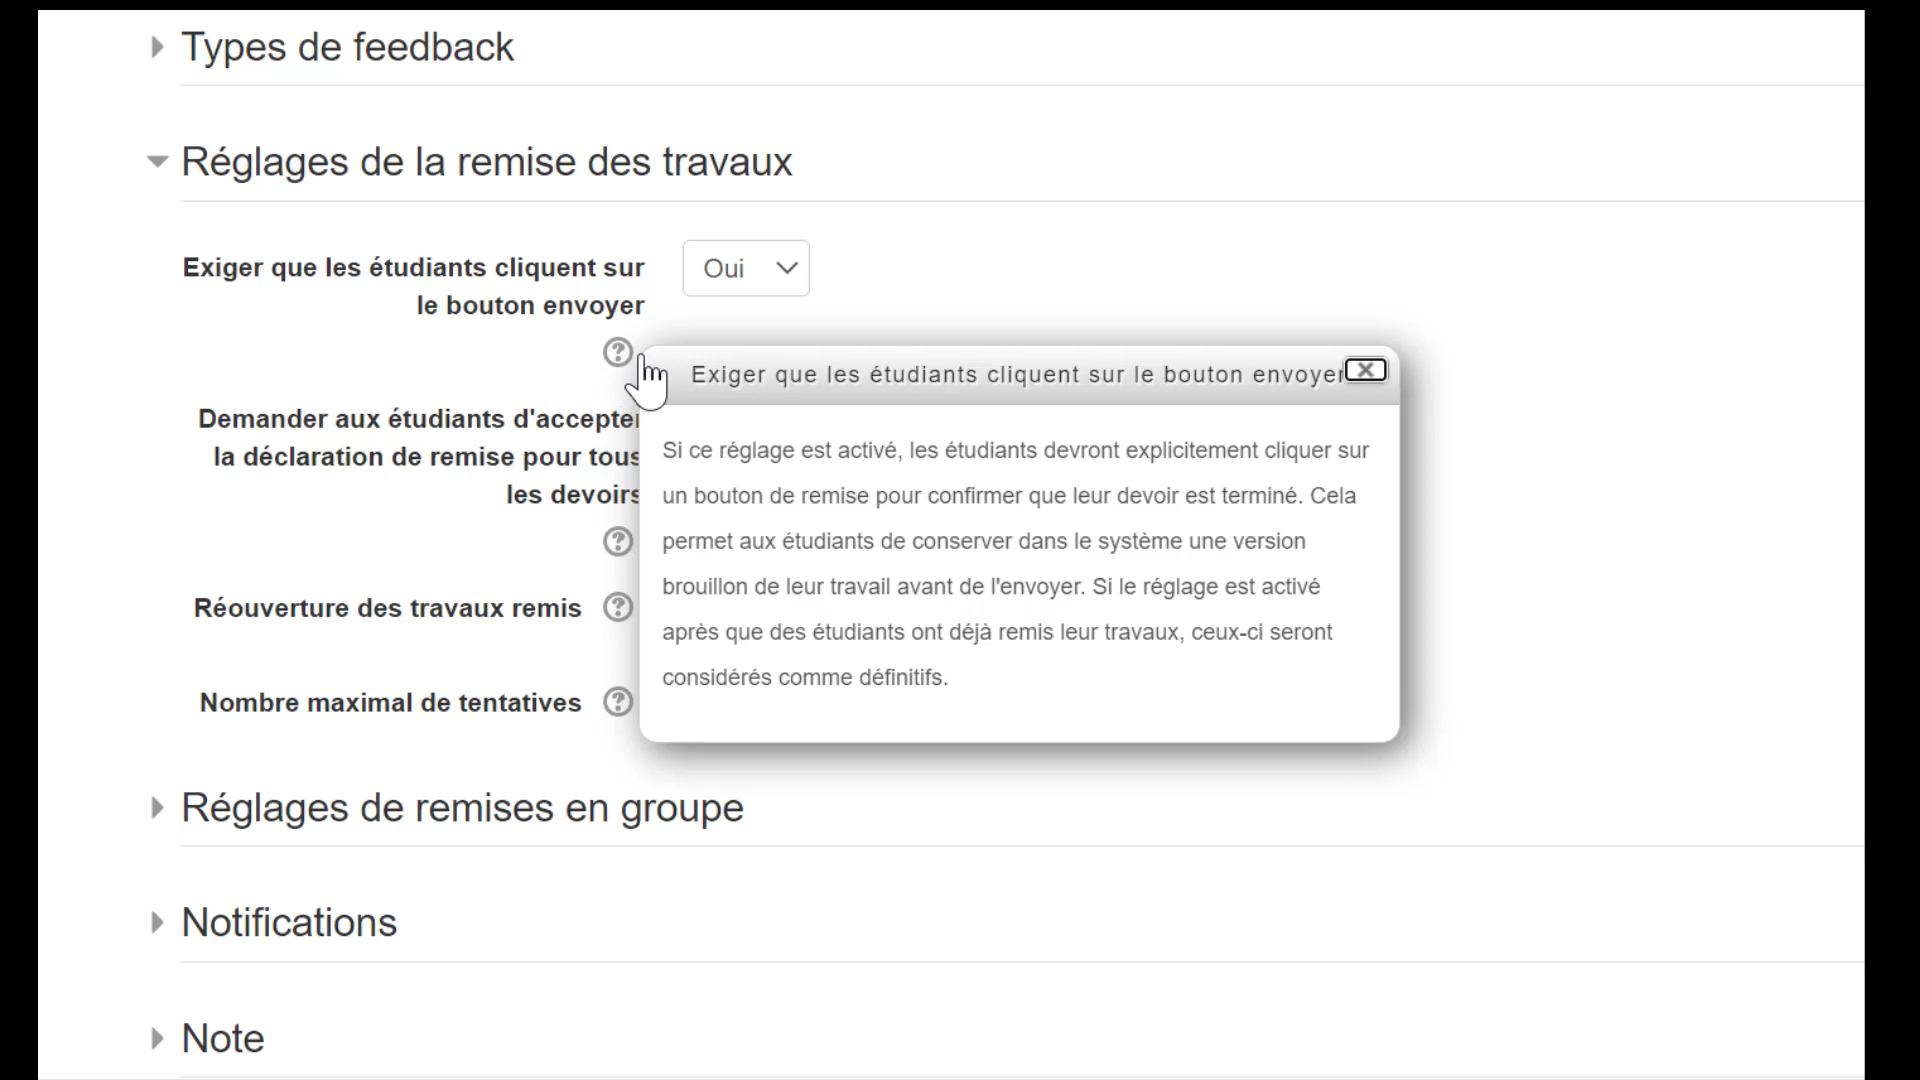 Types de feedback
Réglages de la remise des travaux
Exiger que les étudiants cliquent sur
le bouton envoyer
Oui
Exiger que les étudiants cliquent sur le bouton envoyer
Si ce réglage est activé, les étudiants devront explicitement cliquer sur
un bouton de remise pour confirmer que leur devoir est terminé. Cela
permet aux étudiants de conserver dans le système une version
brouillon de leur travail avant de l'envoyer. Si le réglage est activé
après que des étudiants ont déjà remis leur travaux, ceux-ci seront
considérés comme définitifs.
Demander aux étudiants d'accepter
la déclaration de remise pour tous
les devoirs
Réouverture des travaux remis
Nombre maximal de tentatives
Réglages de remises en groupe
Notifications
Note